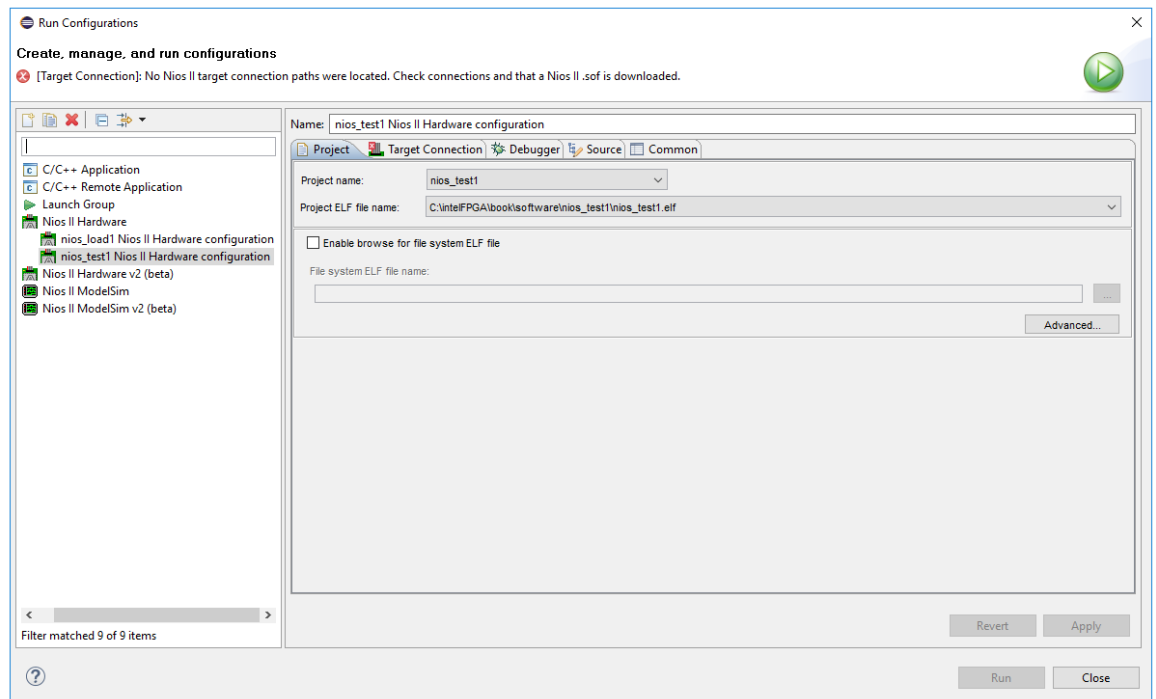 Run Configurations
Create, manage, and run configurations
[Target Connection]: No Nios II target connection paths were located. Check connections and that a Nios II .sof is downloaded.
C/C++ Application
C/C++ Remote Application
Launch Group
Nios II Hardware
nios_load1 Nios II Hardware configuration
nios_test1 Nios II Hardware configuration
Nios II Hardware v2 (beta)
Nios II ModelSim
Nios II ModelSim v2 (beta)
Filter matched 9 of 9 items
Name: nios_test1 Nios II Hardware configuration
Project Target Connection Debugger Source Common
Project name: nios_test1
Project ELF file name: C:\intelFPGA\book\software\nios_test1\nios_test1.elf
Enable browse for file system ELF file
File system ELF file name:
...
Advanced...
Revert Apply
Run Close